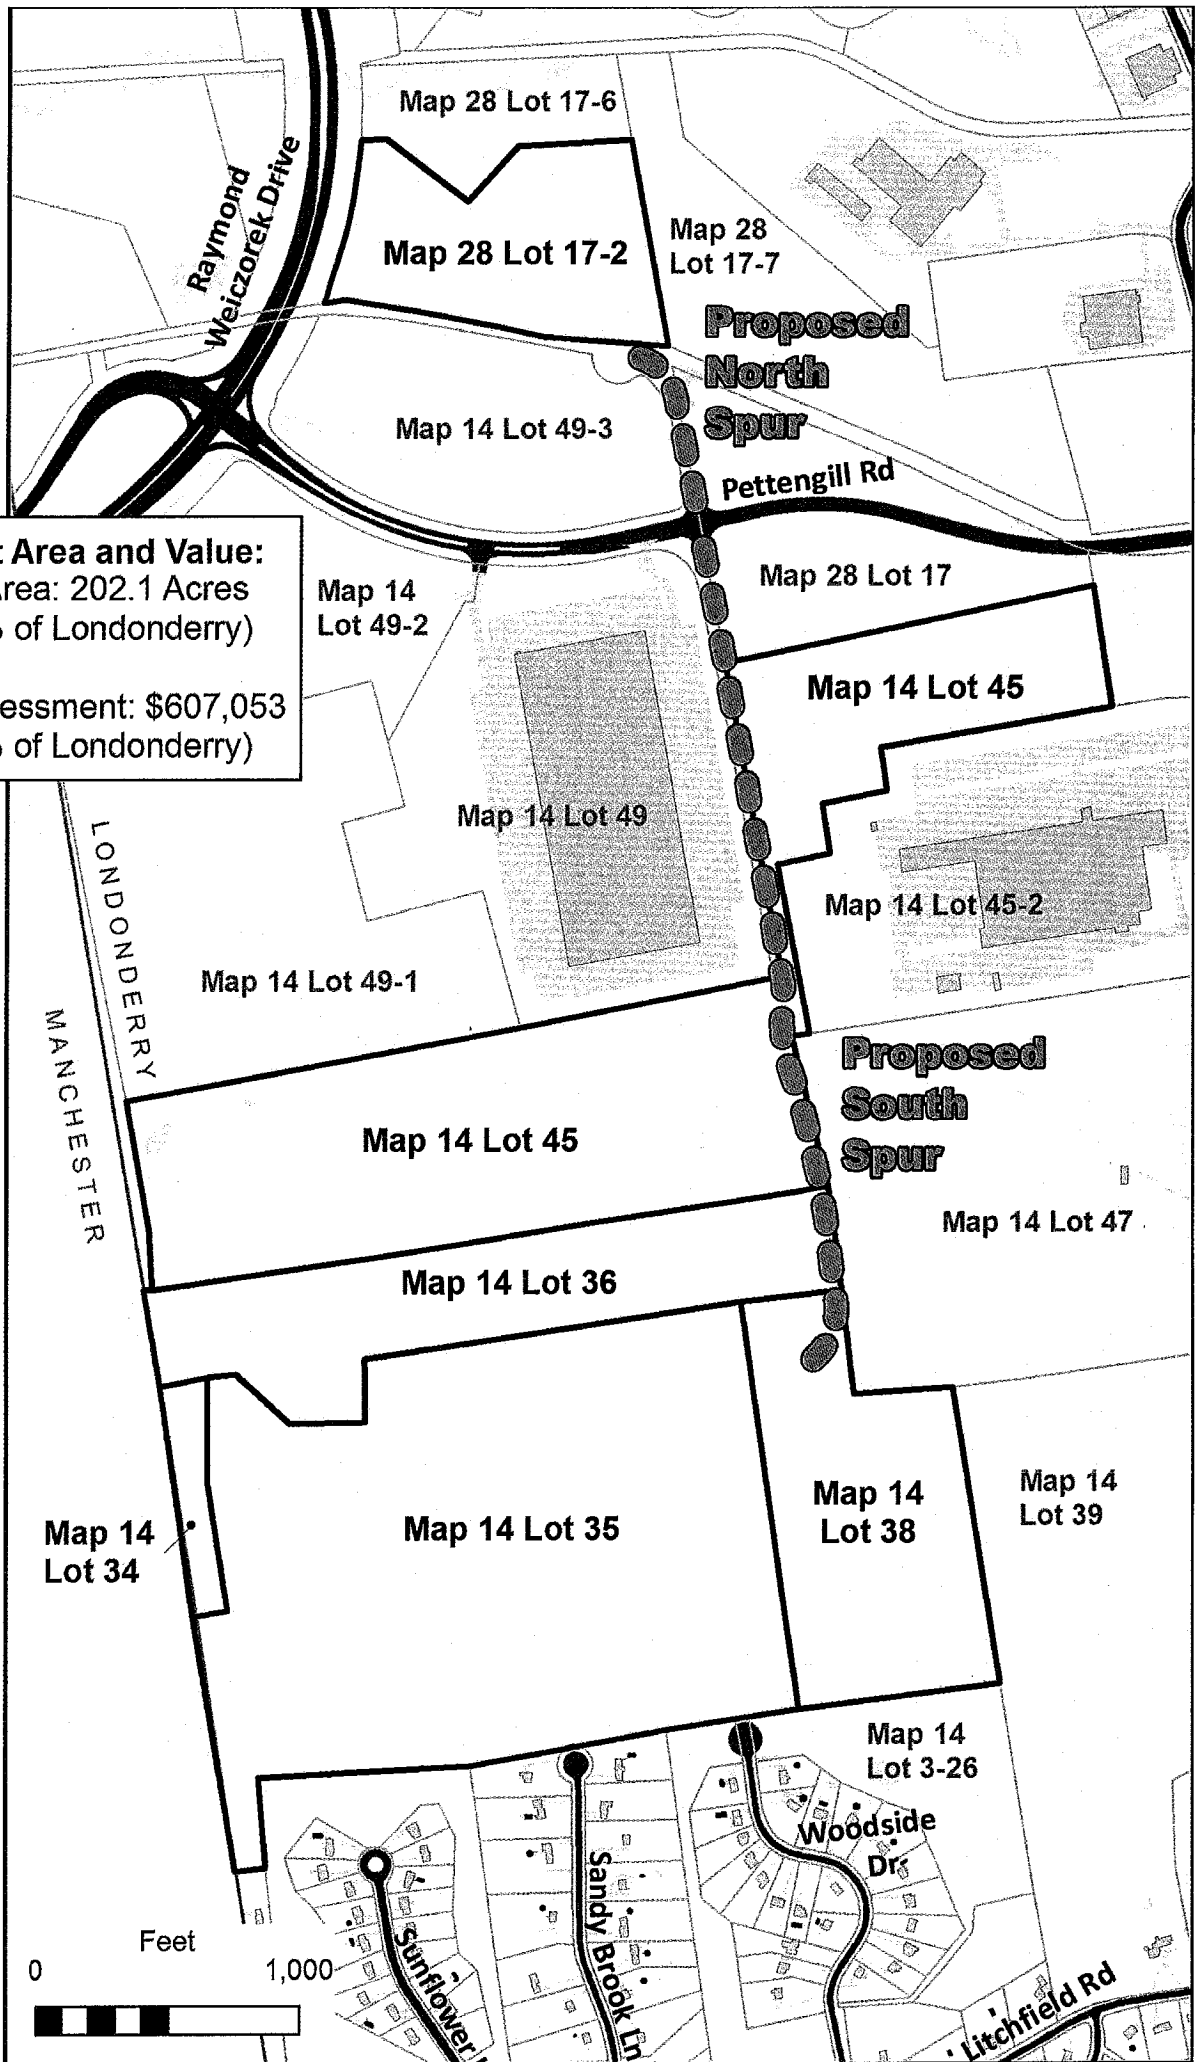 Map 28 Lot 17-6
Raymond
Weiczorek Drive
Map 28 Lot 17-2
Map 28
Lot 17-7
Proposed
North
Spur
Map 14 Lot 49-3
Pettengill Rd
Area and Value:
rea: 202.1 Acres
of Londonderry)
essment: $607,053
of Londonderry)
Map 14
Lot 49-2
Map 28 Lot 17
Map 14 Lot 45
Map 14 Lot 49
Map 14 Lot 45-2
LONDONDERRY
MANCHESTER
Map 14 Lot 49-1
Proposed
South
Spur
Map 14 Lot 45
Map 14 Lot 47
Map 14 Lot 36
Map 14
Lot 34
Map 14 Lot 35
Map 14
Lot 38
Map 14
Lot 39
Map 14
Lot 3-26
Woodside
Dr
Sandy Brook Ln
Sunflower
Litchfield Rd
Feet
0 1,000